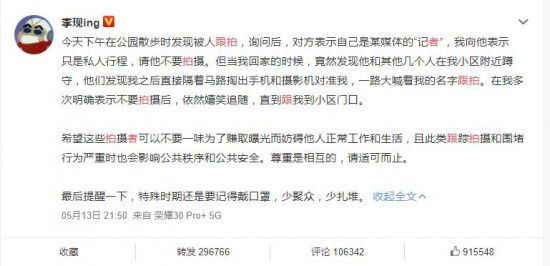 李现ing
今天下午在公园散步时发现被人跟拍，询问后，对方表示自己是某媒体的“记者”，我向他表示
只是私人行程，请他不要拍摄。但当我回家的时候，竟然发现他和其他几个人在我小区附近蹲
守，他们发现我之后直接隔着马路掏出手机和摄影机对准我，一路大喊着我的名字跟拍。在我多
次明确表示不要拍摄后，依然嬉笑追随，直到跟我到小区门口。
希望这些拍摄者可以不要一味为了赚取曝光而妨碍他人正常工作和生活，且此类跟踪拍摄和围堵
行为严重时也会影响公共秩序和公共安全。尊重是相互的，请适可而止。
最后提醒一下，特殊时期还是要记得戴口罩，少聚众，少扎堆。 收起全文
05月13日 21:50 来自 荣耀30 Pro+ 5G
收藏 转发 296766 评论 106342 915548